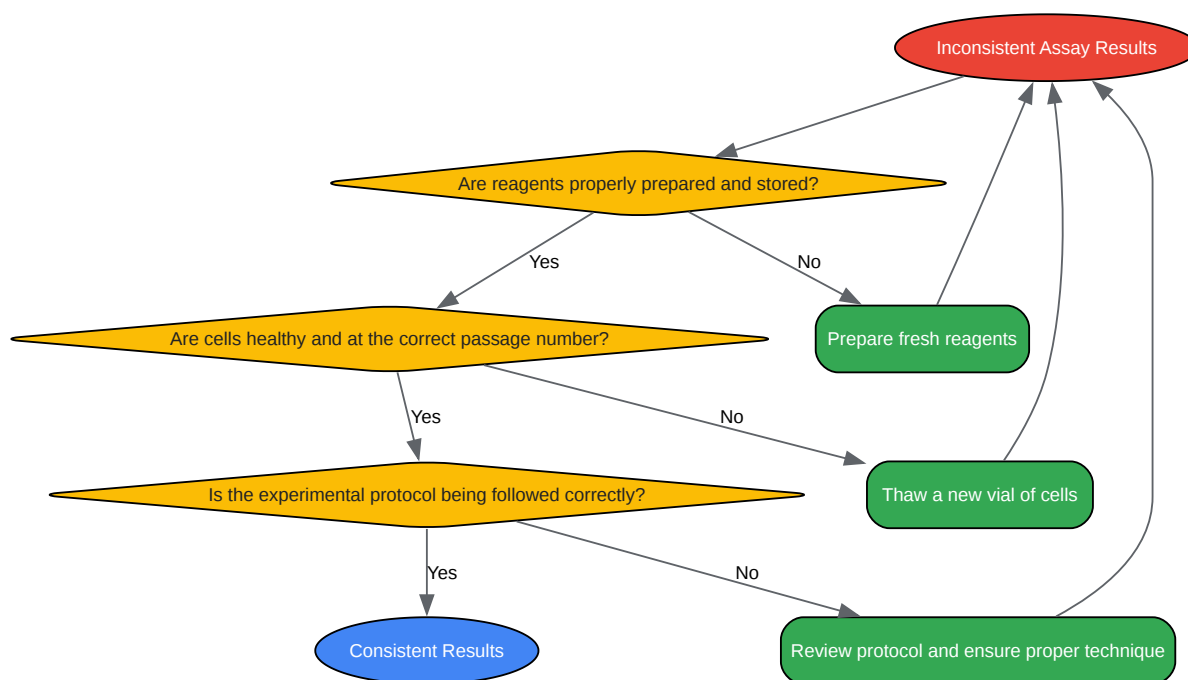 Inconsistent Assay Results
Are reagents properly prepared and stored?
Yes
No
Are cells healthy and at the correct passage number?
Prepare fresh reagents
Yes
No
Is the experimental protocol being followed correctly?
Thaw a new vial of cells
Yes
No
Consistent Results
Review protocol and ensure proper technique